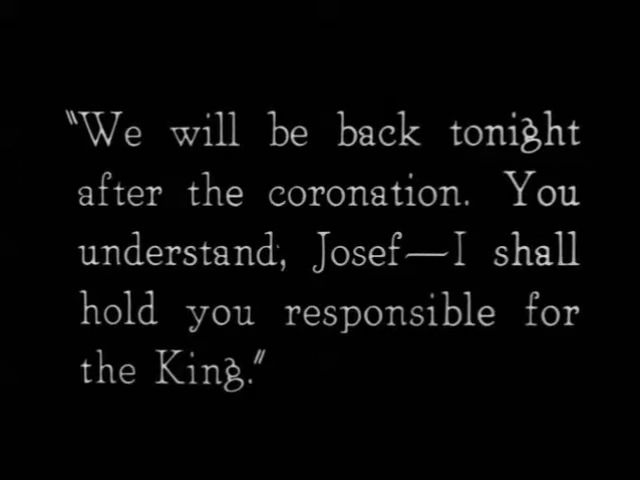 "We will be back tonight
after the coronation. You
understand, Josef—I shall
hold you responsible for
the King."